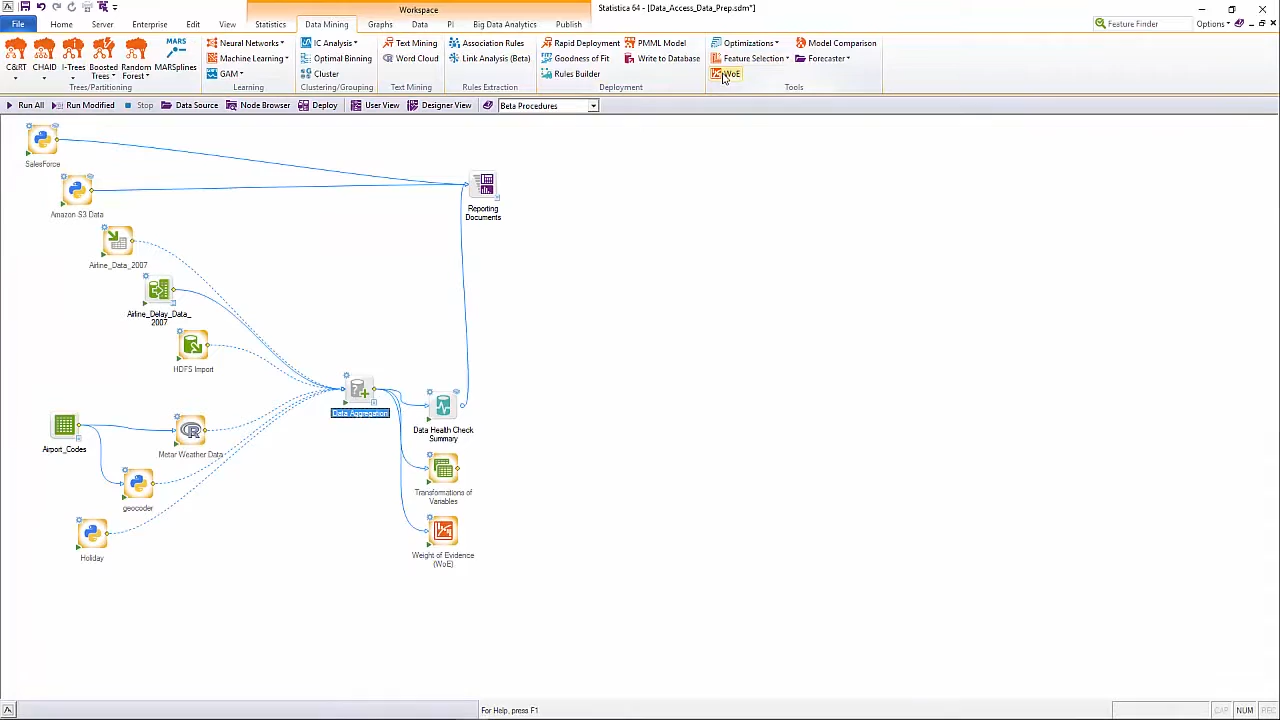 Workspace
Statistica 64 - [Data_Access_Data_Prep.sdm*]
File
Home
Server
Enterprise
Edit
View
Statistics
Data Mining
Graphs
Data
PI
Big Data Analytics
Publish
Feature Finder
Options
C&RT
CHAID
I-Trees
Boosted Trees
Random Forest
MARS
MARSplines
Trees/Partitioning
Neural Networks
Machine Learning
GAM
Learning
IC Analysis
Optimal Binning
Cluster
Clustering/Grouping
Text Mining
Word Cloud
Text Mining
Association Rules
Link Analysis (Beta)
Rules Extraction
Rapid Deployment
Goodness of Fit
Rules Builder
PMML Model
Write to Database
Deployment
Optimizations
Feature Selection
WoE
Model Comparison
Forecaster
Tools
Run All
Run Modified
Stop
Data Source
Node Browser
Deploy
User View
Designer View
Beta Procedures
SalesForce
Amazon S3 Data
Reporting
Documents
Airline_Data_2007
Airline_Delay_Data_
2007
HDFS Import
Data Aggregation
Airport_Codes
Metar Weather Data
Data Health Check
Summary
geocoder
Transformations of
Variables
Holiday
Weight of Evidence
(WoE)
For Help, press F1
CAP
NUM
REC